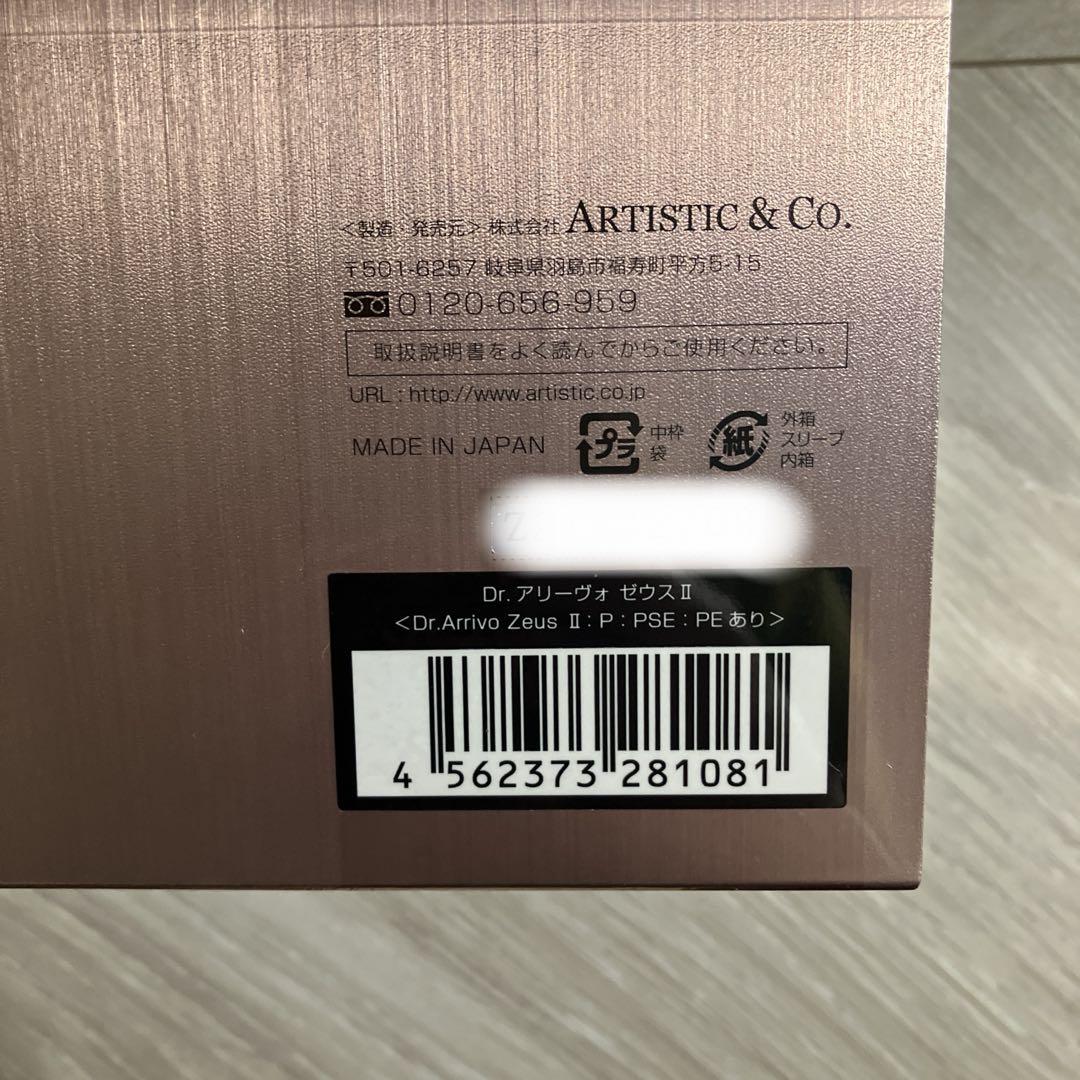 <製造・発売元> 株式会社 ARTISTIC & CO.
〒501-6257 岐阜県羽島市福寿町平方5-15
0120-656-959
取扱説明書をよく読んでからご使用ください。
URL : http://www.artistic.co.jp
MADE IN JAPAN
プラ 中枠
袋
紙 外箱
スリーブ
内箱
Dr.アリーヴォ ゼウスⅡ
<Dr.Arrivo Zeus Ⅱ:P:PSE:PEあり>
4 562373 281081